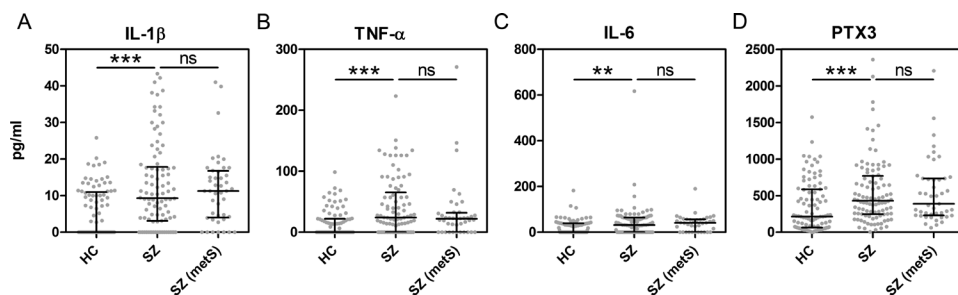 A
IL-1β
50
40
30
20
10
0
pg/ml
***
ns
HC
SZ
SZ (metS)
B
TNF-α
300
200
100
0
***
ns
HC
SZ
SZ (metS)
C
IL-6
800
600
400
200
0
**
ns
HC
SZ
SZ (metS)
D
PTX3
2500
2000
1500
1000
500
0
***
ns
HC
SZ
SZ (metS)